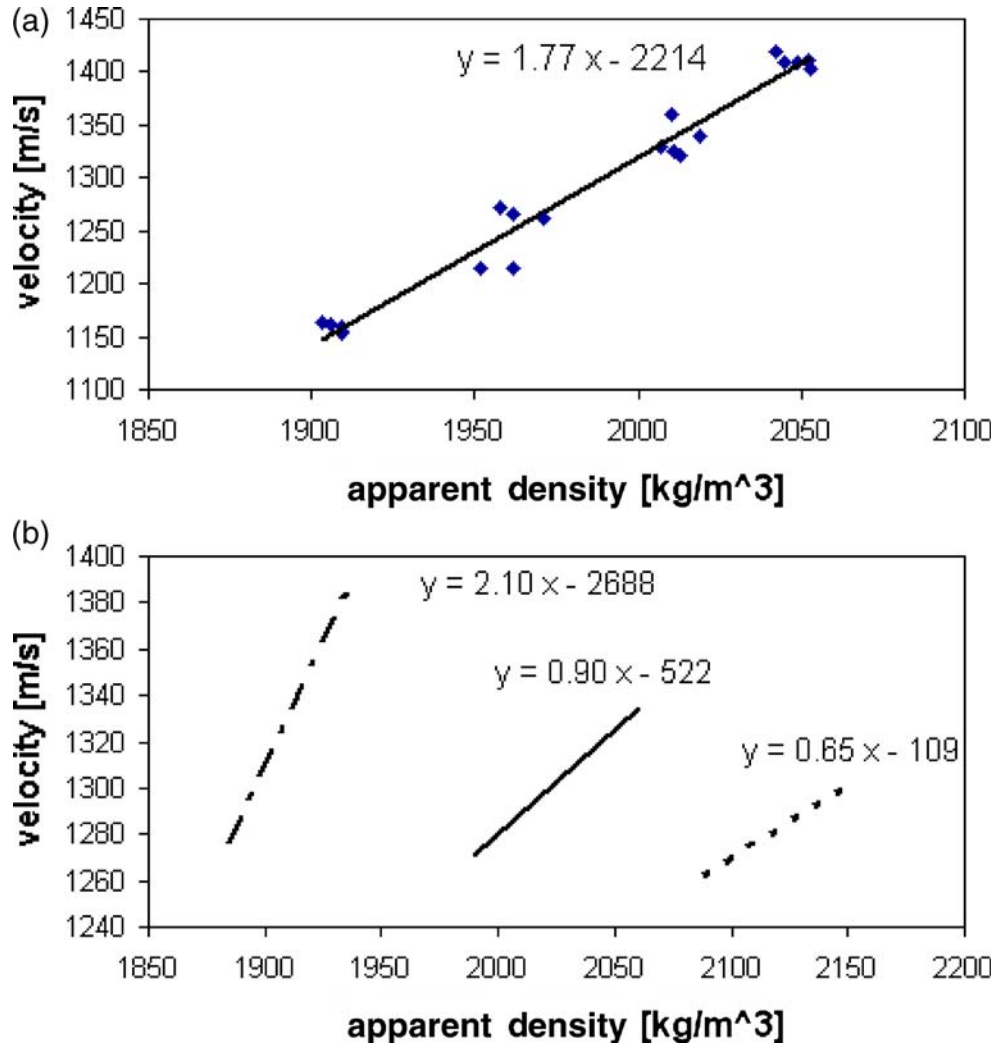 (a)
1450
1400
1350
1300
1250
1200
1150
1100
velocity [m/s]
y = 1.77 x - 2214
1850 1900 1950 2000 2050 2100
apparent density [kg/m^3]
(b)
1400
1380
1360
1340
1320
1300
1280
1260
1240
velocity [m/s]
y = 2.10 x - 2688
y = 0.90 x - 522
y = 0.65 x - 109
1850 1900 1950 2000 2050 2100 2150 2200
apparent density [kg/m^3]